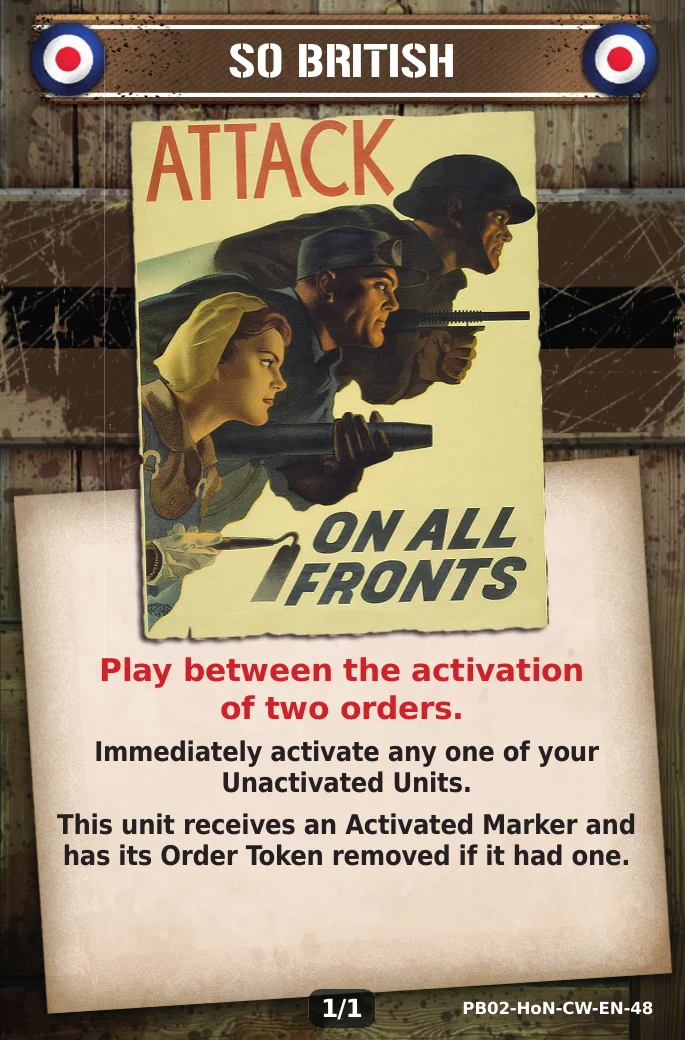 SO BRITISH
ATTACK
ON ALL
FRONTS
Play between the activation
of two orders.
Immediately activate any one of your
Unactivated Units.
This unit receives an Activated Marker and
has its Order Token removed if it had one.
1/1
PB02-HoN-CW-EN-48